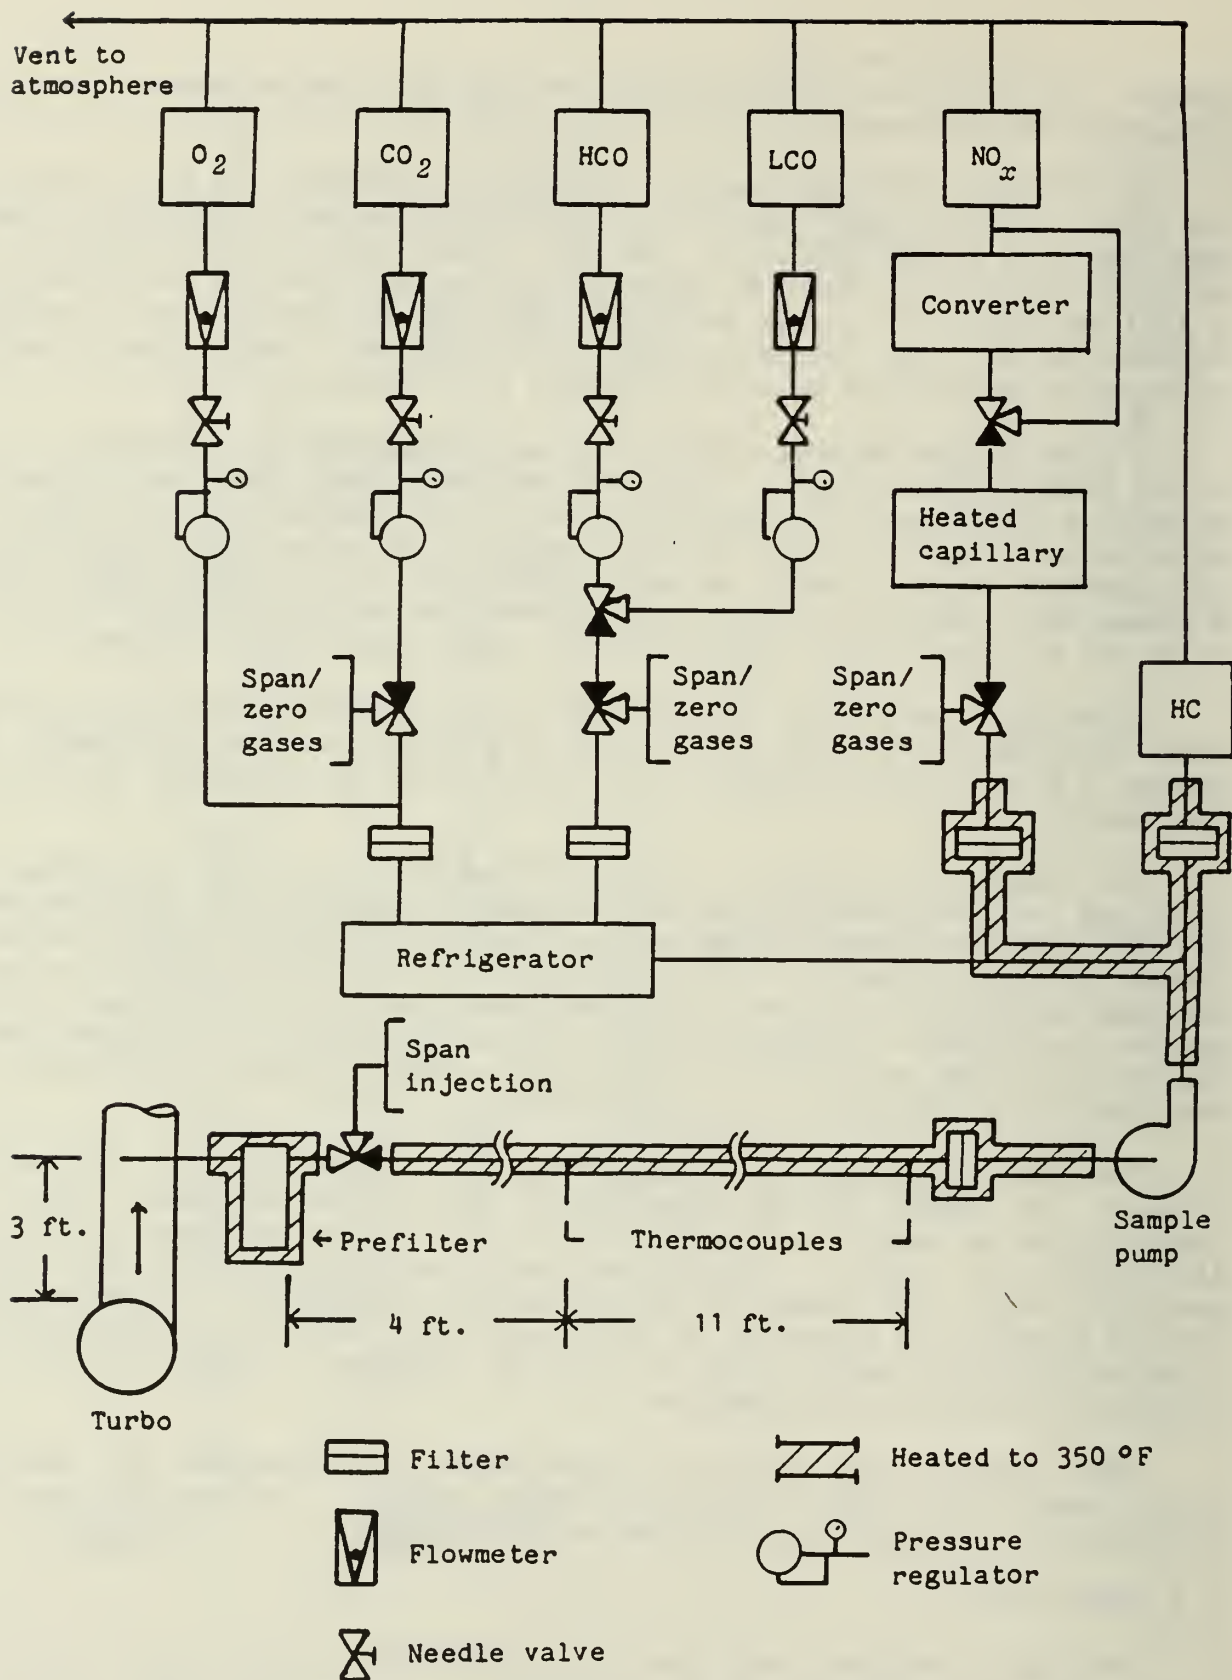 Vent to
atmosphere
O2
CO2
HCO
LCO
NOx
Converter
Heated
capillary
Span/
zero
gases
Span/
zero
gases
Span/
zero
gases
HC
Refrigerator
Span
injection
3 ft.
←Prefilter
Thermocouples
Sample
pump
4 ft.
11 ft.
Turbo
Filter
Heated to 350 °F
Flowmeter
Pressure
regulator
Needle valve